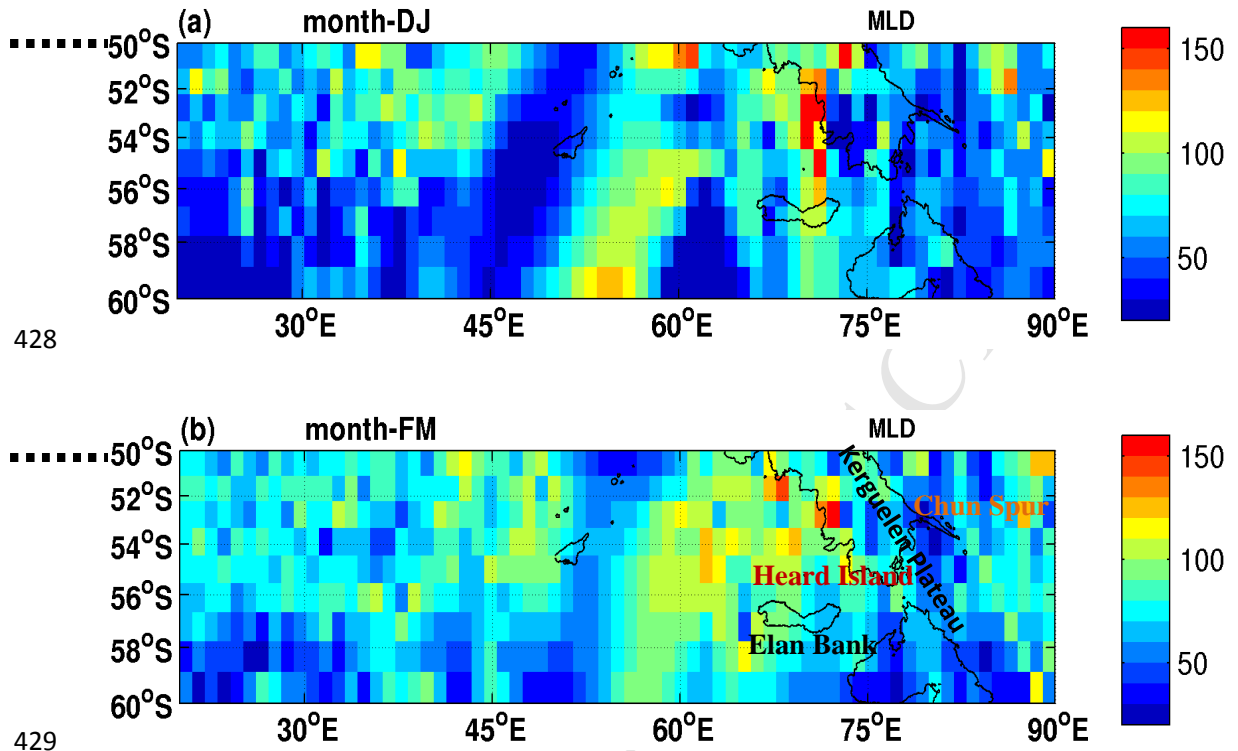 (a) month-DJ MLD
50°S
52°S
54°S
56°S
58°S
60°S
30°E 45°E 60°E 75°E 90°E
150
100
50
428
(b) month-FM MLD
50°S
52°S
54°S
56°S
58°S
60°S
Kerguelen Plateau
Chun Spur
Heard Island
Elan Bank
30°E 45°E 60°E 75°E 90°E
150
100
50
429